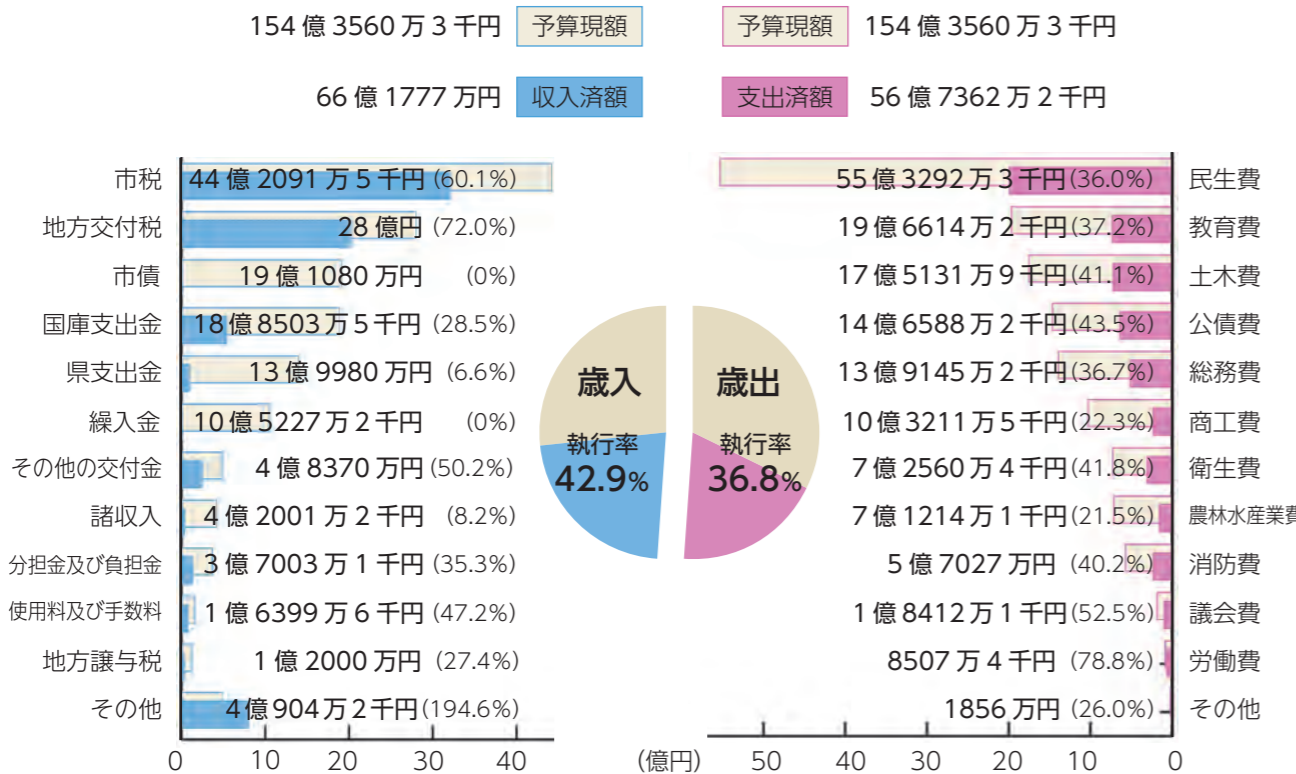 154億3560万3千円 予算現額 予算現額 154億3560万3千円
66億1777万円 収入済額 支出済額 56億7362万2千円
市税 44億2091万5千円(60.1%)
地方交付税 28億円(72.0%)
市債 19億1080万円 (0%)
国庫支出金 18億8503万5千円(28.5%)
県支出金 13億9980万円(6.6%)
繰入金 10億5227万2千円 (0%)
その他の交付金 4億8370万円(50.2%)
諸収入 4億2001万2千円 (8.2%)
分担金及び負担金 3億7003万1千円(35.3%)
使用料及び手数料 1億6399万6千円(47.2%)
地方譲与税 1億2000万円 (27.4%)
その他 4億904万2千円(194.6%)
0 10 20 30 40 (億円)
歳入
執行率
42.9%
歳出
執行率
36.8%
55億3292万3千円(36.0%) 民生費
19億6614万2千円(37.2%) 教育費
17億5131万9千円(41.1%) 土木費
14億6588万2千円(43.5%) 公債費
13億9145万2千円(36.7%) 総務費
10億3211万5千円(22.3%) 商工費
7億2560万4千円(41.8%) 衛生費
7億1214万1千円(21.5%) 農林水産業費
5億7027万円 (40.2%) 消防費
1億8412万1千円(52.5%) 議会費
8507万4千円 (78.8%) 労働費
1856万円 (26.0%) その他
50 40 30 20 10 0